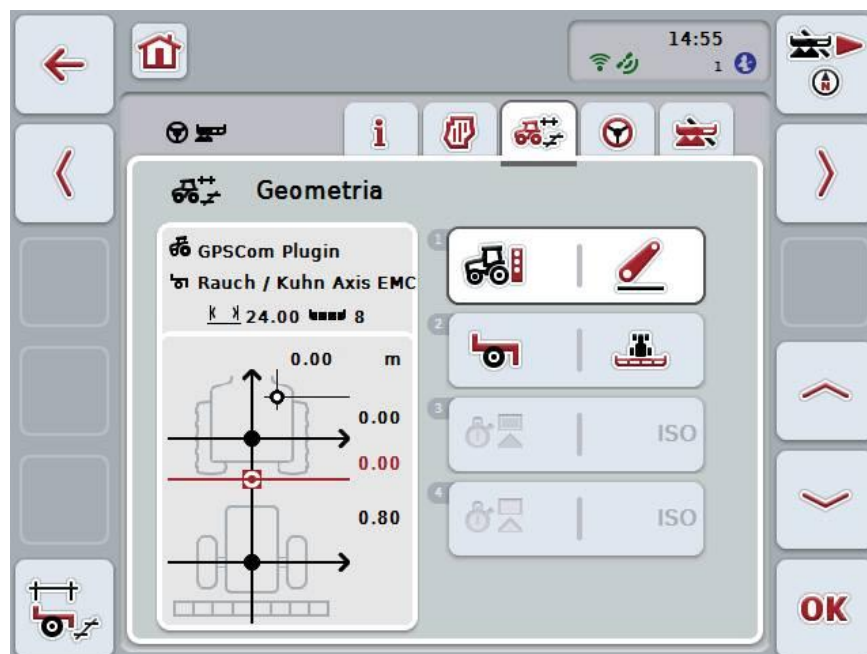 14:55
1
i
N
Geometria
GPSCom Plugin
Rauch / Kuhn Axis EMC
24.00 8
0.00 m
0.00
0.00
0.80
1
2
3
ISO
4
ISO
OK